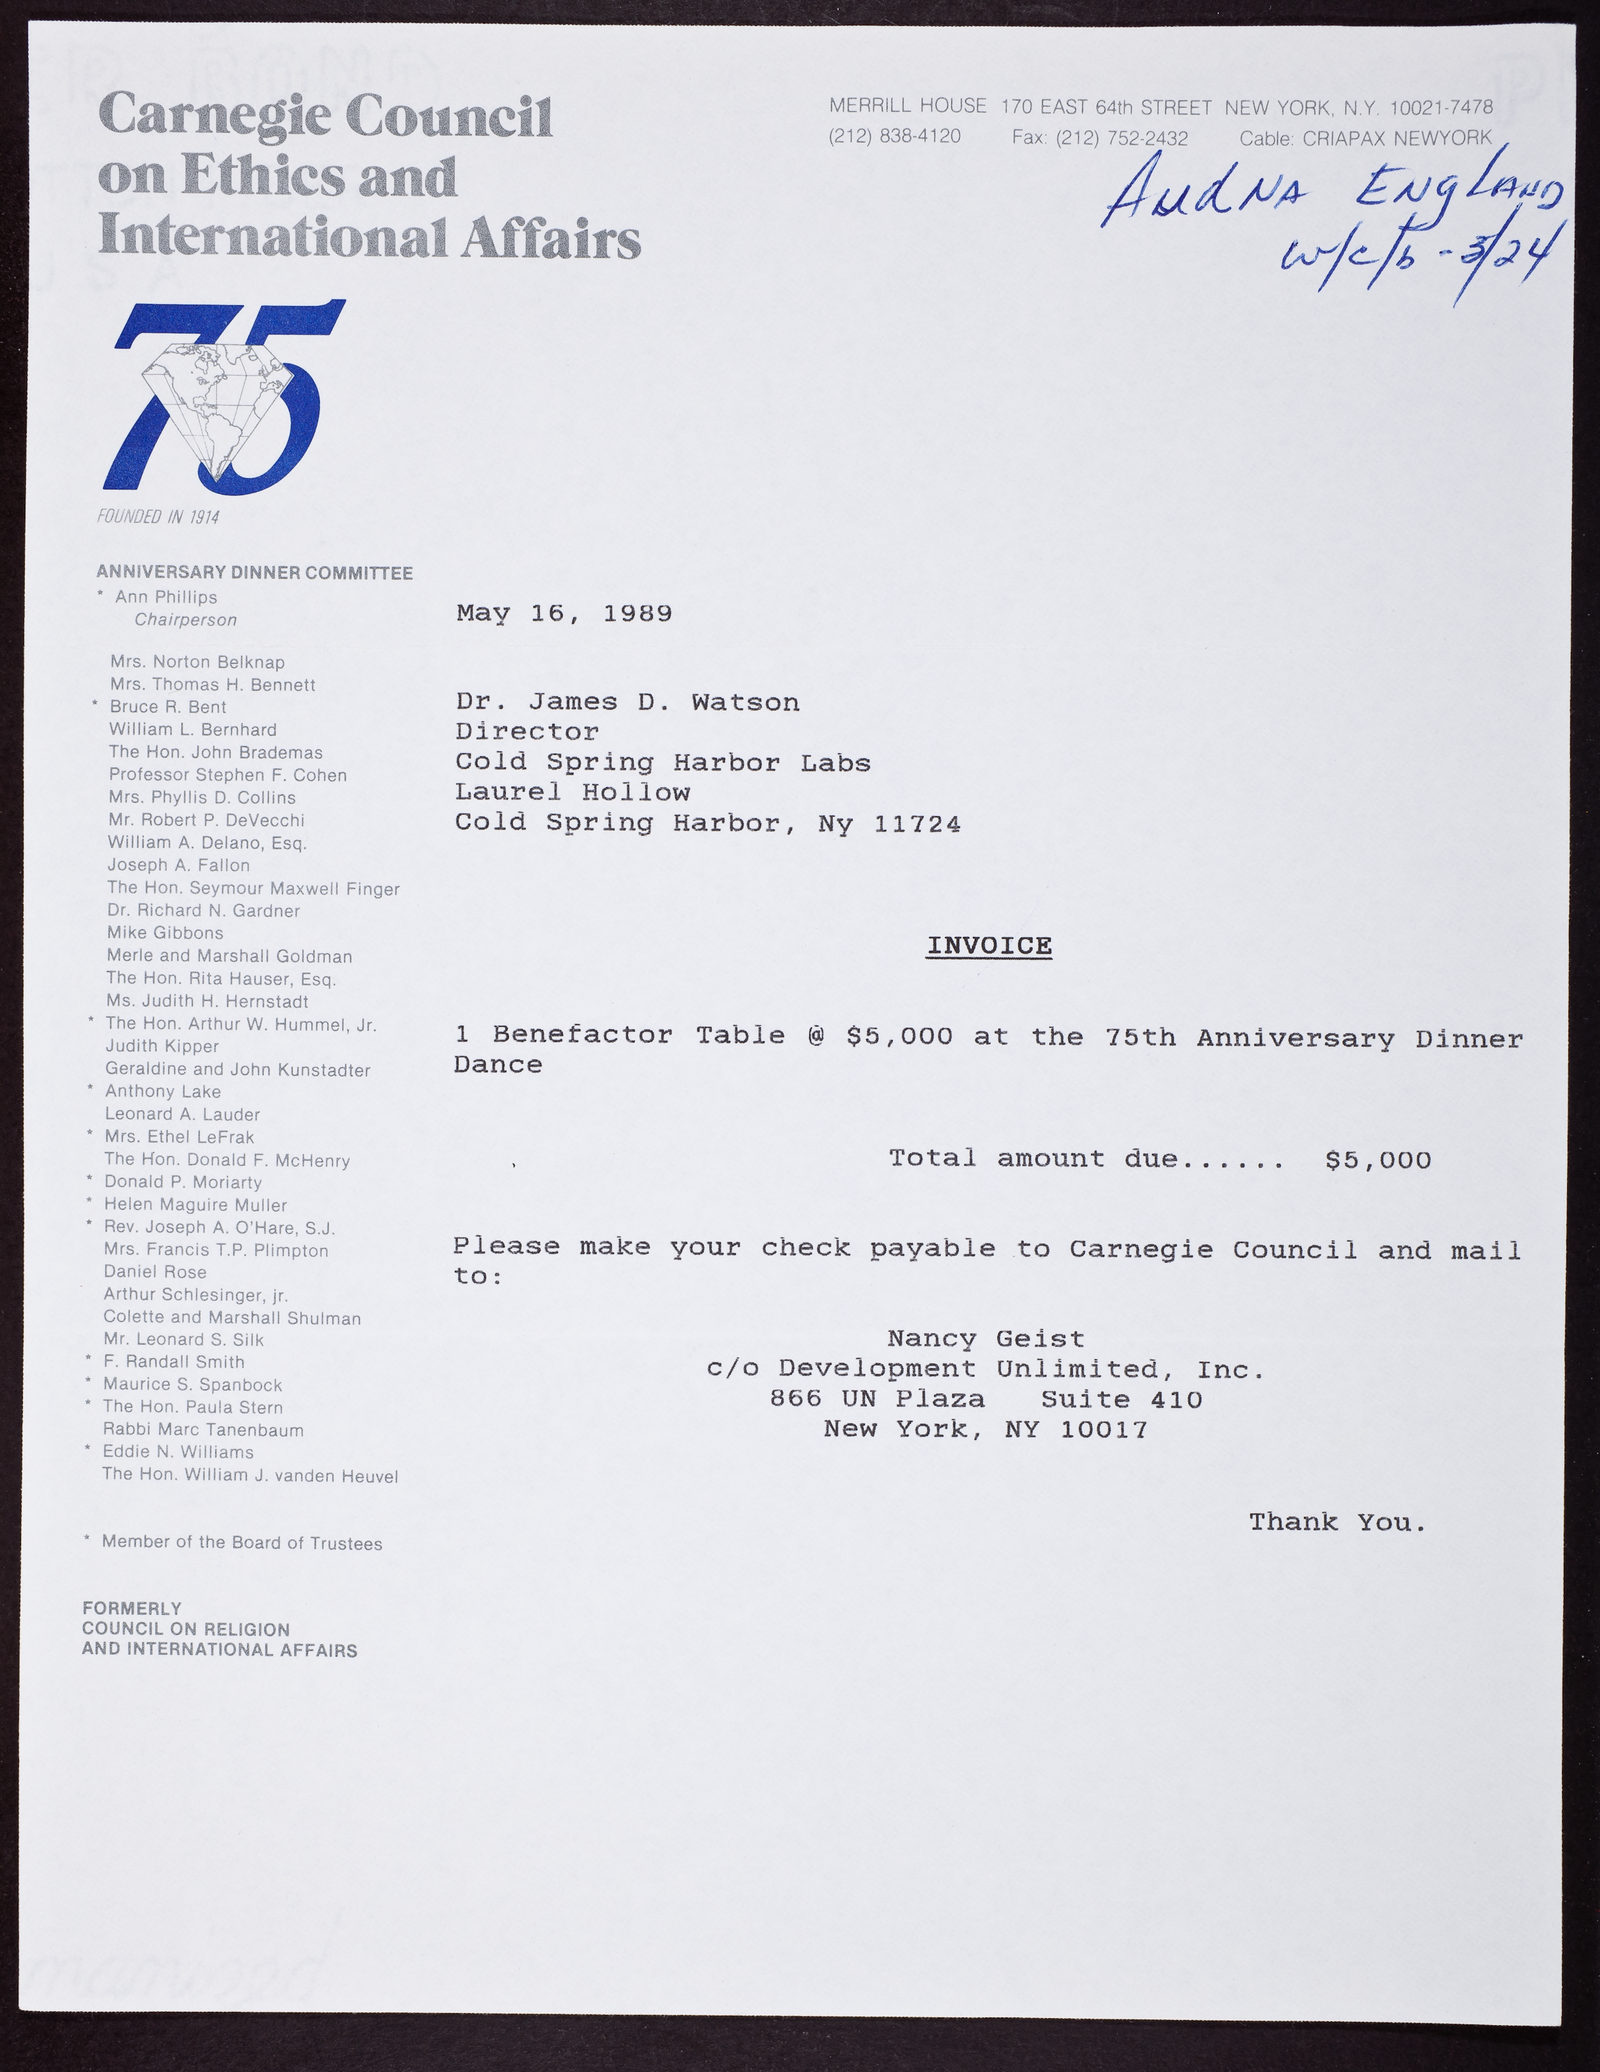 Carnegie Council
on Ethics and
International Affairs
MERRILL HOUSE 170 EAST 64th STREET NEW YORK, N.Y. 10021-7478
(212) 838-4120 Fax: (212) 752-2432 Cable: CRIAPAX NEWYORK
ENGLAND
w/c/b - 3/24
75
FOUNDED IN 1914
ANNIVERSARY DINNER COMMITTEE
* Ann Phillips
Chairperson
Mrs. Norton Belknap
Mrs. Thomas H. Bennett
* Bruce R. Bent
William L. Bernhard
The Hon. John Brademas
Professor Stephen F. Cohen
Mrs. Phyllis D. Collins
Mr. Robert P. DeVecchi
William A. Delano, Esq.
Joseph A. Fallon
The Hon. Seymour Maxwell Finger
Dr. Richard N. Gardner
Mike Gibbons
Merle and Marshall Goldman
The Hon. Rita Hauser, Esq.
Ms. Judith H. Hernstadt
* The Hon. Arthur W. Hummel, Jr.
Judith Kipper
Geraldine and John Kunstadter
* Anthony Lake
Leonard A. Lauder
* Mrs. Ethel LeFrak
The Hon. Donald F. McHenry
* Donald P. Moriarty
* Helen Maguire Muller
* Rev. Joseph A. O'Hare, S.J.
Mrs. Francis T.P. Plimpton
Daniel Rose
Arthur Schlesinger, jr.
Colette and Marshall Shulman
Mr. Leonard S. Silk
* F. Randall Smith
* Maurice S. Spanbock
* The Hon. Paula Stern
Rabbi Marc Tanenbaum
* Eddie N. Williams
The Hon. William J. vanden Heuvel
* Member of the Board of Trustees
FORMERLY
COUNCIL ON RELIGION
AND INTERNATIONAL AFFAIRS
May 16, 1989
Dr. James D. Watson
Director
Cold Spring Harbor Labs
Laurel Hollow
Cold Spring Harbor, Ny 11724
INVOICE
1 Benefactor Table @ $5,000 at the 75th Anniversary Dinner
Dance
Total amount due...... $5,000
Please make your check payable to Carnegie Council and mail
to:
Nancy Geist
c/o Development Unlimited, Inc.
866 UN Plaza Suite 410
New York, NY 10017
Thank You.